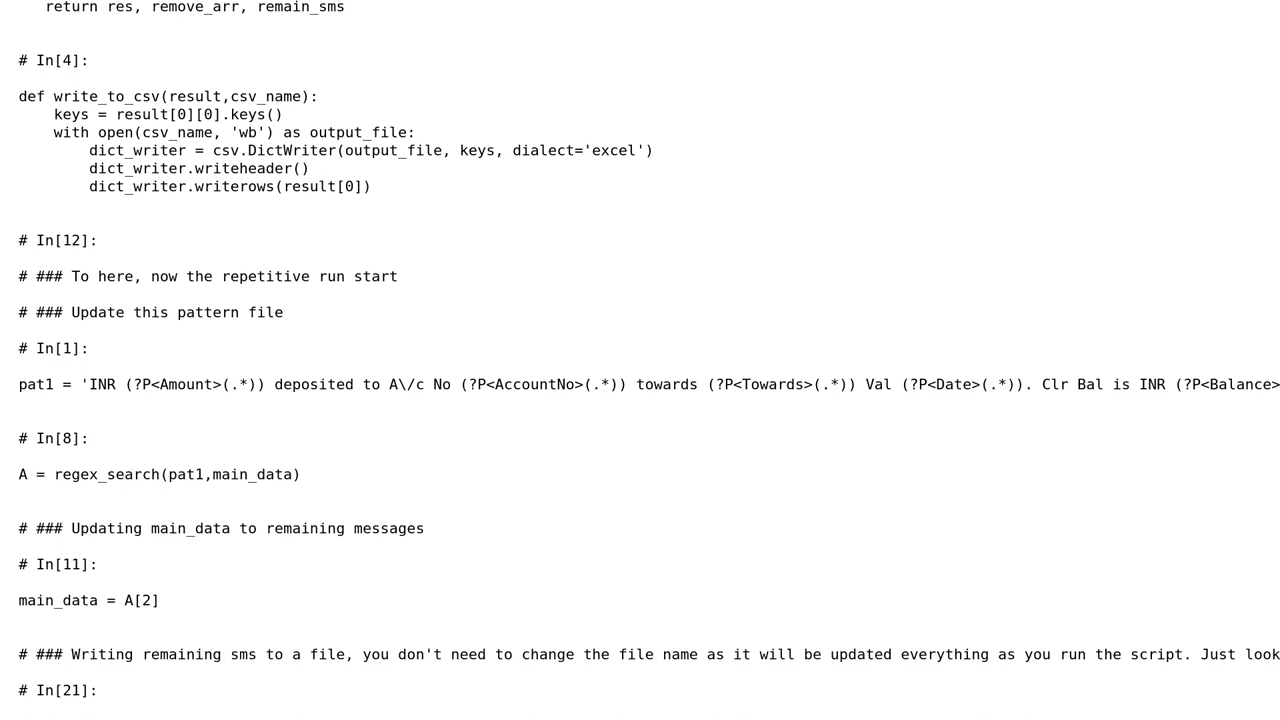 return res, remove_arr, remain_sms
# In[4]:
def write_to_csv(result,csv_name):
keys = result[0][0].keys()
with open(csv_name, 'wb') as output_file:
dict_writer = csv.DictWriter(output_file, keys, dialect='excel')
dict_writer.writeheader()
dict_writer.writerows(result[0])
# In[12]:
# ### To here, now the repetitive run start
# ### Update this pattern file
# In[1]:
pat1 = 'INR (?P<Amount>(.*)) deposited to A\/c No (?P<AccountNo>(.*)) towards (?P<Towards>(.*)) Val (?P<Date>(.*)). Clr Bal is INR (?P<Balance>
# In[8]:
A = regex_search(pat1,main_data)
# ### Updating main_data to remaining messages
# In[11]:
main_data = A[2]
# ### Writing remaining sms to a file, you don't need to change the file name as it will be updated everything as you run the script. Just look
# In[21]: